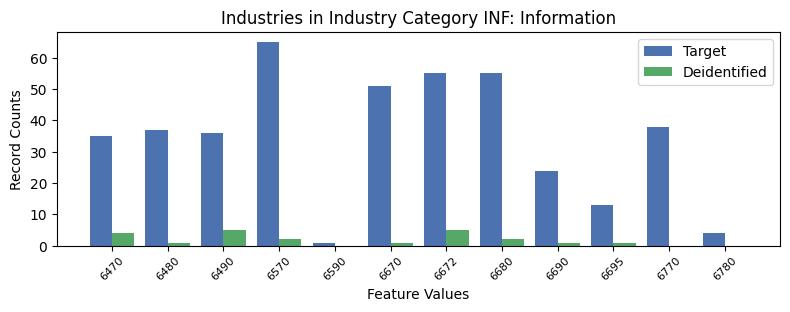 Industries in Industry Category INF: Information
Target
Deidentified
Record Counts
60
50
40
30
20
10
0
6470 6480 6490 6570 6590 6670 6672 6680 6690 6695 6770 6780
Feature Values